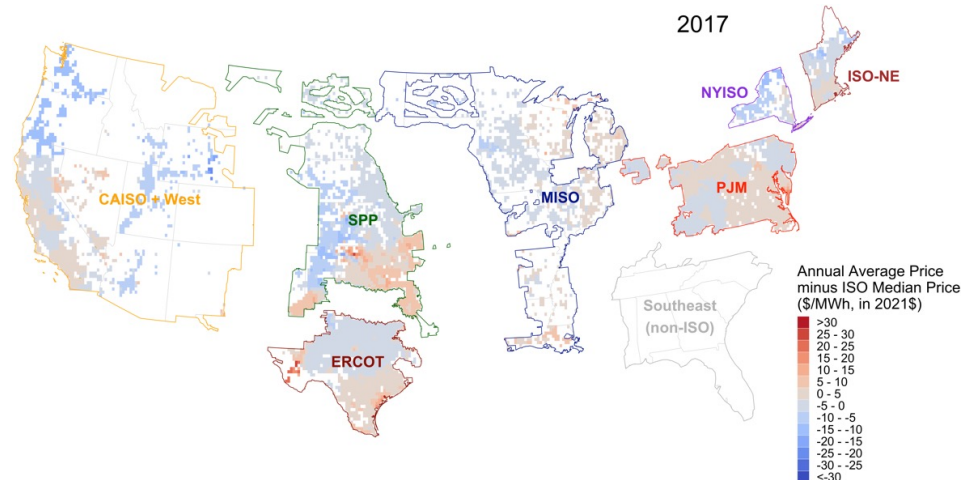 2017
ISO-NE
NYISO
PJM
CAISO + West
SPP
MISO
ERCOT
Southeast
(non-ISO)
Annual Average Price
minus ISO Median Price
($/MWh, in 2021$)
>30
25 - 30
20 - 25
15 - 20
10 - 15
5 - 10
0 - 5
-5 - 0
-10 - -5
-15 - -10
-25 - -20
-30 - -25
<-30